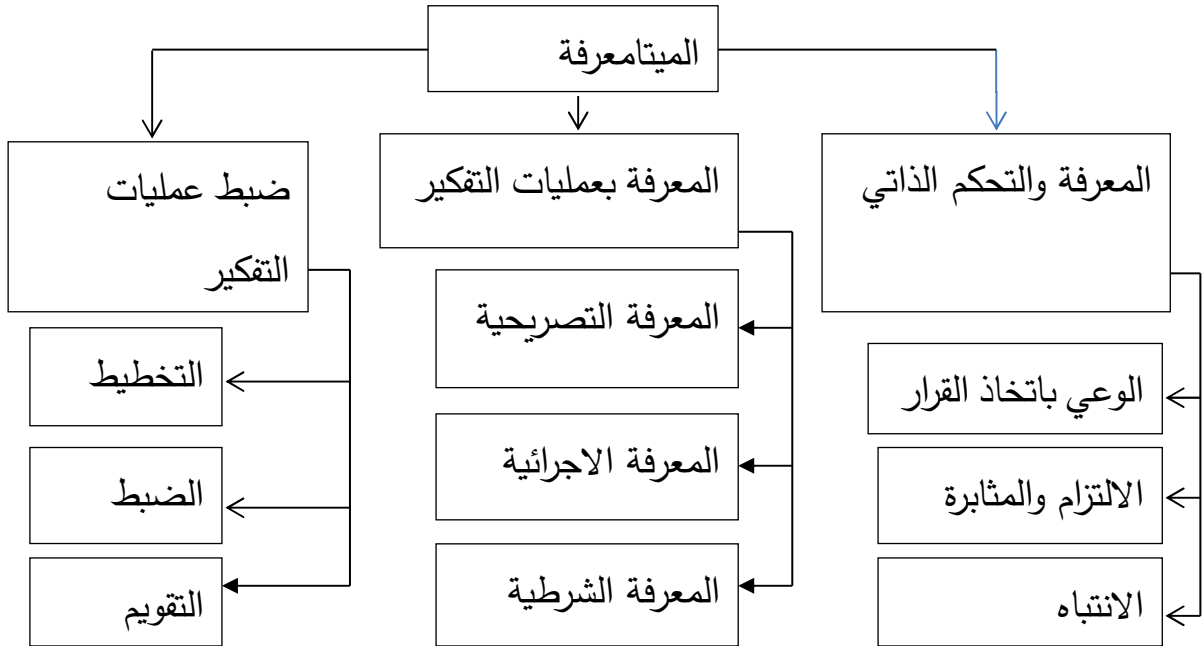 الميتامعرفة
المعرفة والتحكم الذاتي
الوعي باتخاذ القرار
الالتزام والمثابرة
الانتباه
المعرفة بعمليات التفكير
المعرفة التصريحية
المعرفة الاجرائية
المعرفة الشرطية
ضبط عمليات
التفكير
التخطيط
الضبط
التقويم